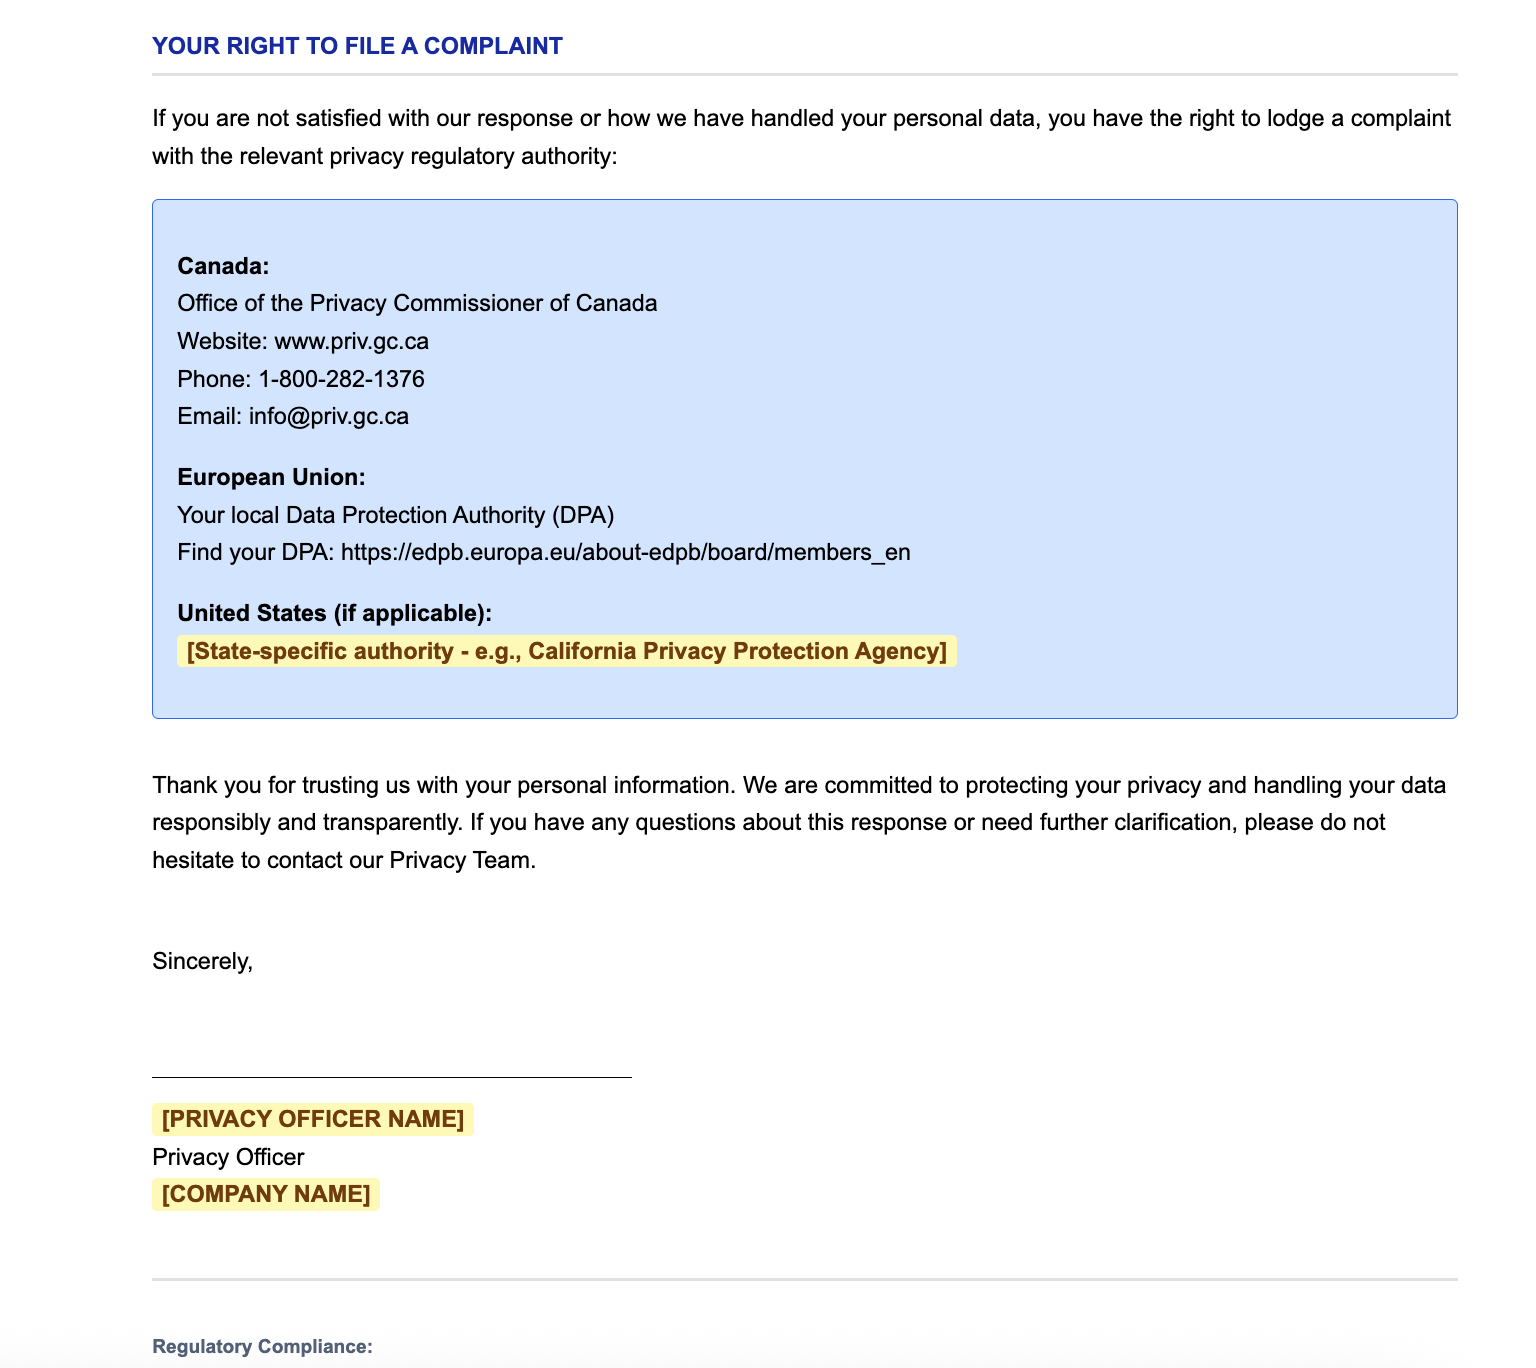 YOUR RIGHT TO FILE A COMPLAINT
If you are not satisfied with our response or how we have handled your personal data, you have the right to lodge a complaint
with the relevant privacy regulatory authority:
Canada:
Office of the Privacy Commissioner of Canada
Website: www.priv.gc.ca
Phone: 1-800-282-1376
Email: info@priv.gc.ca
European Union:
Your local Data Protection Authority (DPA)
Find your DPA: https://edpb.europa.eu/about-edpb/board/members_en
United States (if applicable):
[State-specific authority - e.g., California Privacy Protection Agency]
Thank you for trusting us with your personal information. We are committed to protecting your privacy and handling your data
responsibly and transparently. If you have any questions about this response or need further clarification, please do not
hesitate to contact our Privacy Team.
Sincerely,
[PRIVACY OFFICER NAME]
Privacy Officer
[COMPANY NAME]
Regulatory Compliance: